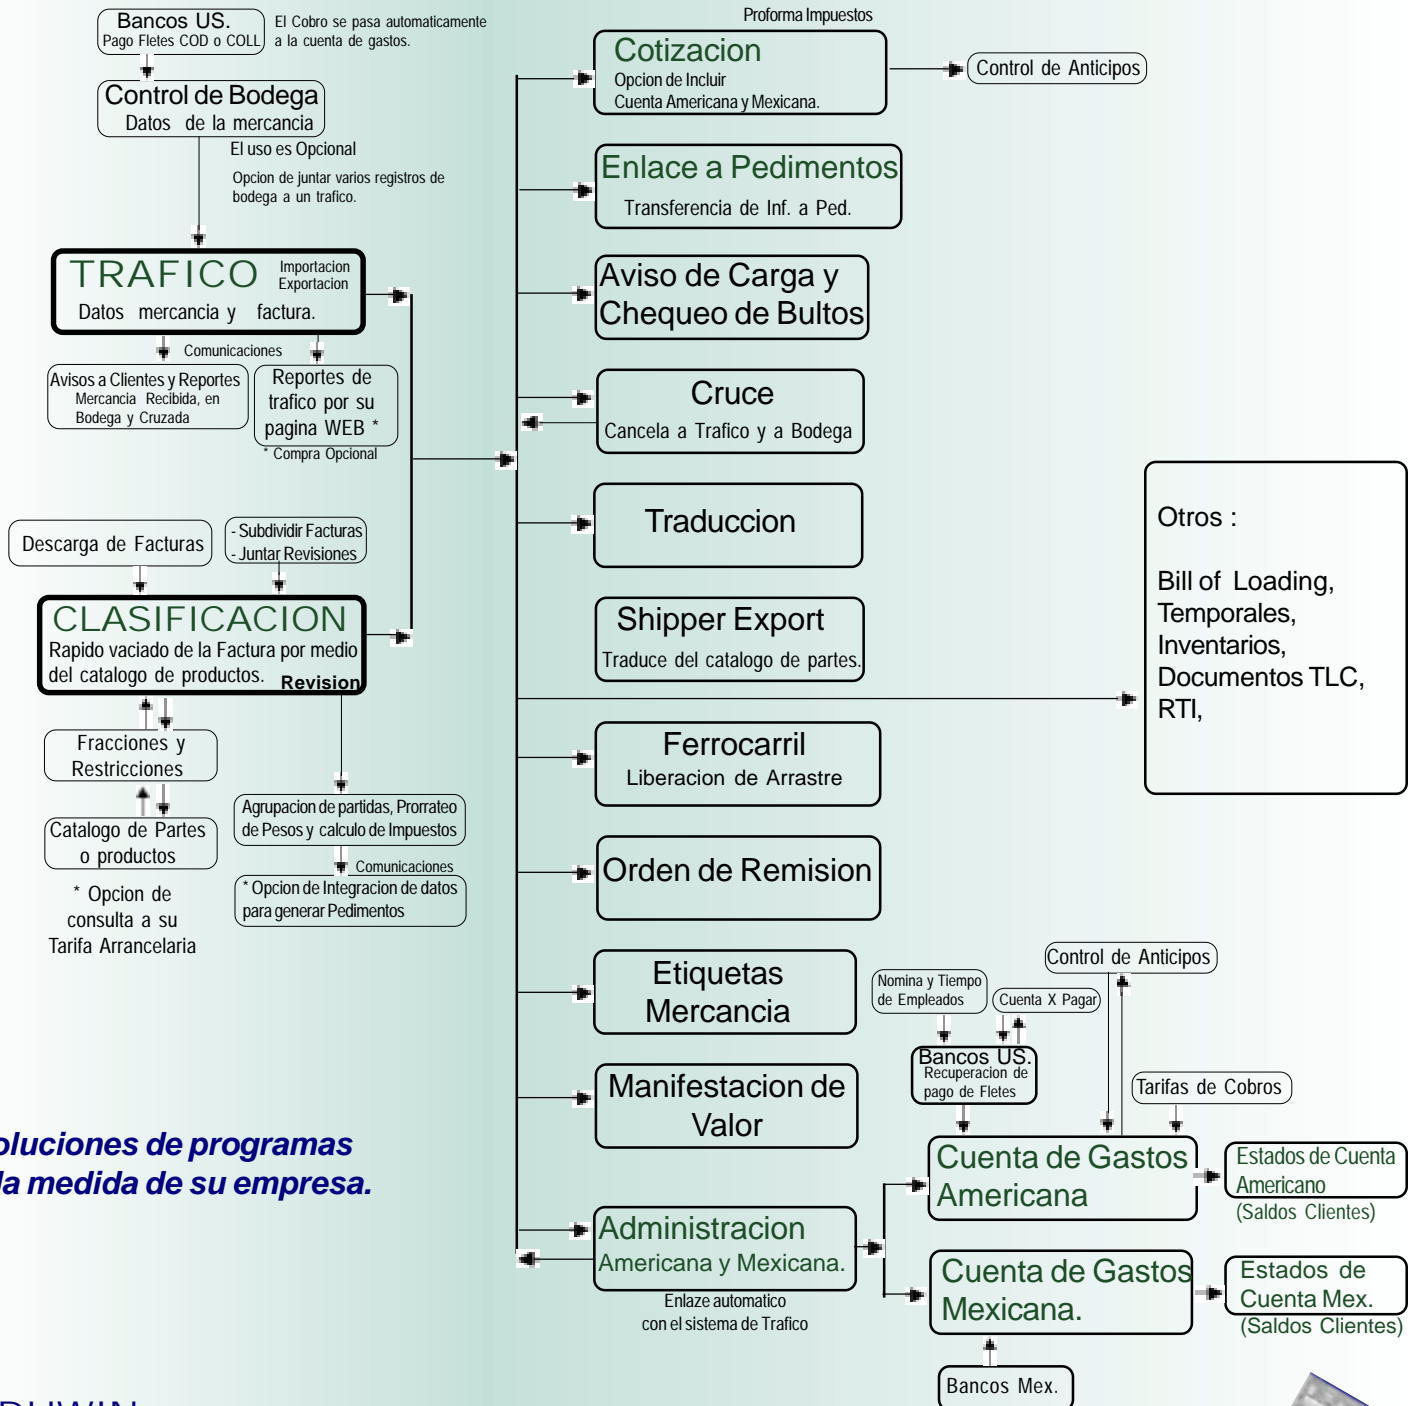 Bancos US.
Pago Fletes COD o COLL
El Cobro se pasa automaticamente
a la cuenta de gastos.
Control de Bodega
Datos de la mercancia
El uso es Opcional
Opcion de juntar varios registros de
bodega a un trafico.
TRAFICO
Importacion
Exportacion
Datos mercancia y factura.
Comunicaciones
Avisos a Clientes y Reportes
Mercancia Recibida, en
Bodega y Cruzada
Reportes de
trafico por su
pagina WEB *
* Compra Opcional
Descarga de Facturas
- Subdividir Facturas
- Juntar Revisiones
CLASIFICACION
Rapido vaciado de la Factura por medio
del catalogo de productos.
Revision
Fracciones y
Restricciones
Catalogo de Partes
o productos
* Opcion de
consulta a su
Tarifa Arrancelaria
Agrupacion de partidas, Prorrateo
de Pesos y calculo de Impuestos
Comunicaciones
* Opcion de Integracion de datos
para generar Pedimentos
Proforma Impuestos
Cotizacion
Opcion de Incluir
Cuenta Americana y Mexicana.
Control de Anticipos
Enlace a Pedimentos
Transferencia de Inf. a Ped.
Aviso de Carga y
Chequeo de Bultos
Cruce
Cancela a Trafico y a Bodega
Traduccion
Shipper Export
Traduce del catalogo de partes.
Otros :
Bill of Loading,
Temporales,
Inventarios,
Documentos TLC,
RTI,
Ferrocarril
Liberacion de Arrastre
Orden de Remision
Etiquetas
Mercancia
Manifestacion de
Valor
Administracion
Americana y Mexicana.
Enlaze automatico
con el sistema de Trafico
Control de Anticipos
Nomina y Tiempo
de Empleados
Cuenta X Pagar
Bancos US.
Recuperacion de
pago de Fletes
Tarifas de Cobros
Cuenta de Gastos
Americana
Estados de Cuenta
Americano
(Saldos Clientes)
Cuenta de Gastos
Mexicana.
Estados de
Cuenta Mex.
(Saldos Clientes)
Bancos Mex.
oluciones de programas
la medida de su empresa.